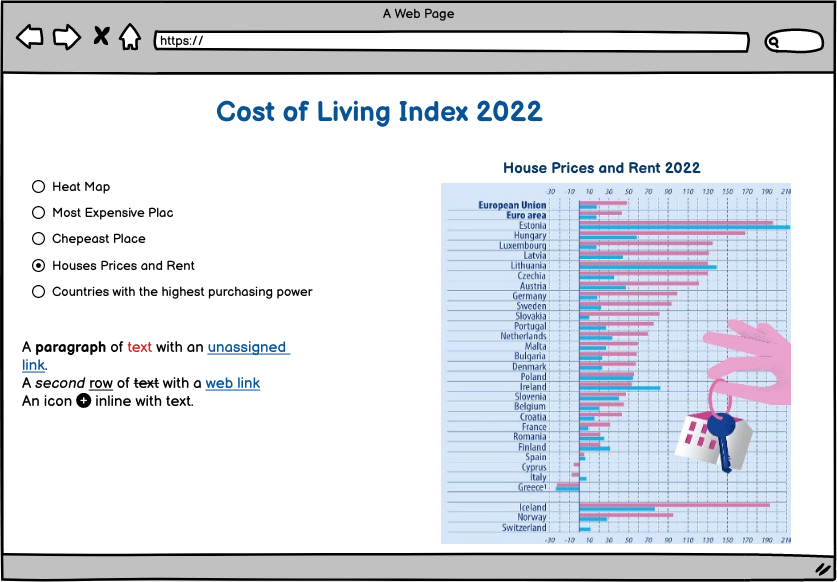 A Web Page
https://
Cost of Living Index 2022
Heat Map
Most Expensive Plac
Chepeast Place
Houses Prices and Rent
Countries with the highest purchasing power
A paragraph of text with an unassigned
link.
A second row of text with a web link
An icon inline with text.
House Prices and Rent 2022
-30 -10 10 30 50 70 90 110 130 150 170 190 210
European Union
Euro area
Estonia
Hungary
Luxembourg
Latvia
Lithuania
Czechia
Austria
Germany
Sweden
Slovakia
Portugal
Netherlands
Malta
Bulgaria
Denmark
Poland
Ireland
Slovenia
Belgium
Croatia
France
Romania
Finland
Spain
Cyprus
Italy
Greece¹
Iceland
Norway
Switzerland
-30 -10 10 30 50 70 90 110 130 150 170 190 210